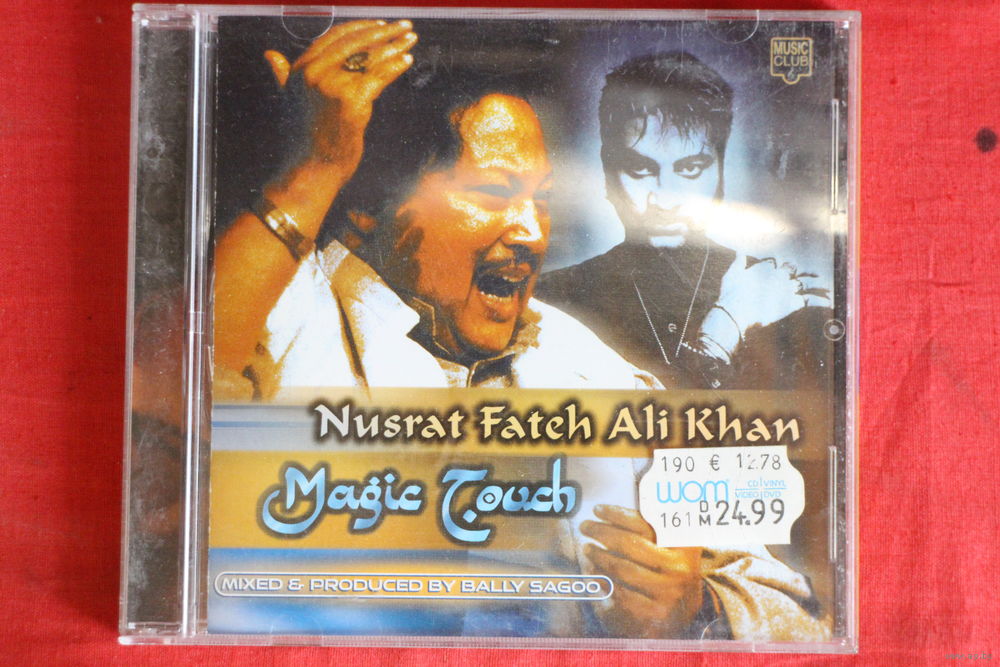 MUSIC
CLUB
Nusrat Fateh Ali Khan
Magic Touch
190 € 12.78
wom
CD | VINYL
VIDEO | DVD
161 DM 24.99
MIXED & PRODUCED BY BALLY SAGOO